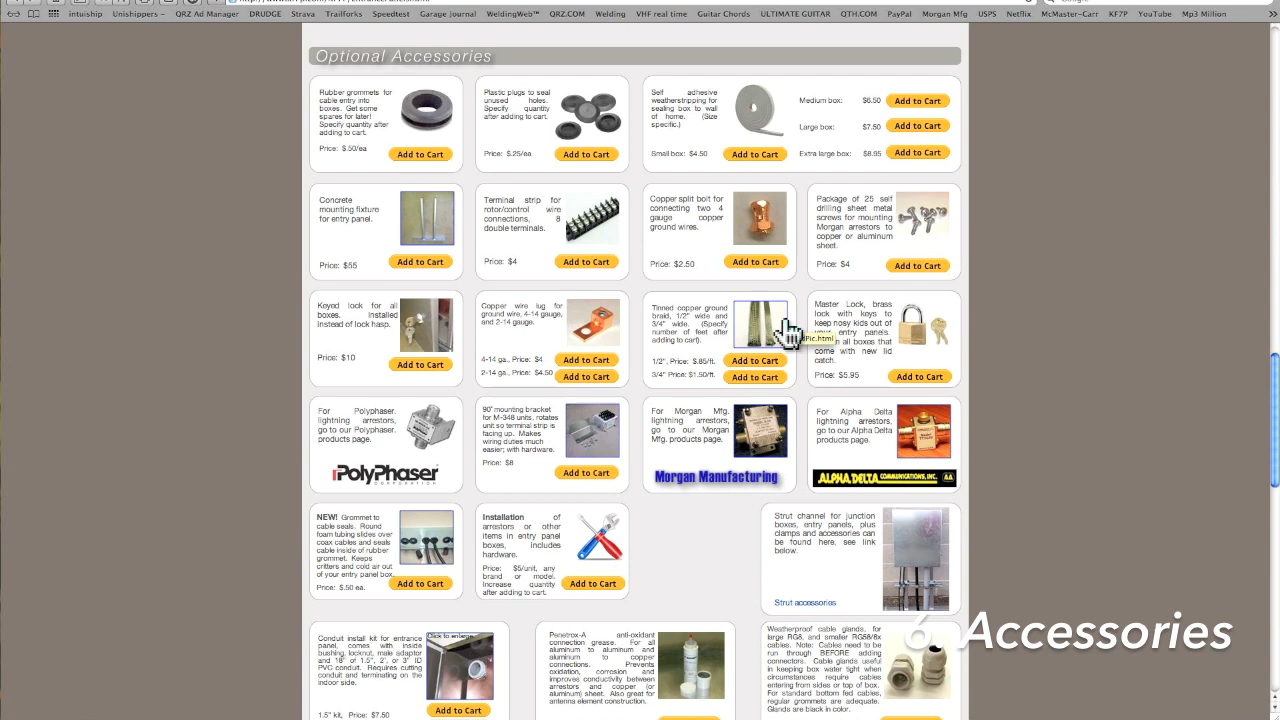 intuiship Unishippers – QRZ Ad Manager DRUDGE Strava Trailforks Speedtest Garage journal WeldingWeb™ QRZ.COM Welding VHF real time Guitar Chords ULTIMATE GUITAR QTH.COM PayPal Morgan Mfg USPS Netflix McMaster-Carr KF7P YouTube Mp3 Million
Optional Accessories
Rubber grommets for
cable entry into
boxes. Get some
spares for later!
Specify quantity
after adding to cart.
Price: $.50/ea
Add to Cart
Plastic plugs to seal
unused holes.
Specify quantity
after adding to cart.
Price: $.25/ea
Add to Cart
Self adhesive
weatherstripping for
sealing box to wall
of home. (Size
specific.)
Small box: $4.50
Add to Cart
Medium box: $6.50 Add to Cart
Large box: $7.50 Add to Cart
Extra large box: $8.95 Add to Cart
Concrete
mounting fixture
for entry panel.
Price: $55
Add to Cart
Terminal strip for
rotor/control wire
connections, 8
double terminals.
Price: $4
Add to Cart
Copper split bolt for
connecting two 4
gauge copper
ground wires.
Price: $2.50
Add to Cart
Package of 25 self
drilling sheet metal
screws for mounting
Morgan arrestors to
copper or aluminum
sheet.
Price: $4
Add to Cart
Keyed lock for all
boxes. Installed
instead of lock hasp.
Price: $10
Add to Cart
Copper wire lug for
ground wire, 4-14 gauge,
and 2-14 gauge.
4-14 ga., Price: $4 Add to Cart
2-14 ga., Price: $4.50 Add to Cart
Tinned copper ground
braid, 1/2" wide and
3/4" wide. (Specify
number of feet after
adding to cart).
1/2". Price: $.85/ft. Add to Cart
3/4" Price: $1.50/ft. Add to Cart
Pic.html
Master Lock, brass
lock with keys to
keep nosy kids out of
entry panels.
all boxes that
come with new lid
catch.
Price: $5.95
Add to Cart
For Polyphaser
lightning arrestors,
go to our Polyphaser
products page.
PolyPhaser
CORPORATION
90° mounting bracket
for M-348 units, rotates
unit so terminal strip is
facing up. Makes
wiring duties much
easier; with hardware.
Price: $8
Add to Cart
For Morgan Mfg.
lightning arrestors,
go to our Morgan
Mfg. products page.
Morgan Manufacturing
For Alpha Delta
lightning arrestors,
go to our Alpha Delta
products page.
ALPHA DELTA COMMUNICATIONS, INC.
NEW! Grommet to
cable seals. Round
foam tubing slides over
coax cables and seals
cable inside of rubber
grommet. Keeps
critters and cold air out
of your entry panel box.
Price: $.50 ea.
Add to Cart
Installation of
arrestors or other
items in entry panel
boxes, includes
hardware.
Price: $5/unit, any
brand or model.
Increase quantity
after adding to cart.
Add to Cart
Strut channel for junction
boxes, entry panels, plus
clamps and accessories can
be found here, see link
below.
Strut accessories
6. Accessories
Conduit install kit for entrance
panel, comes with inside
bushing, locknut, male adaptor
and 18" of 1.5", 2", or 3" ID
PVC conduit. Requires cutting
conduit and terminating on the
indoor side.
1.5" kit, Price: $7.50
Click to enlarge
Add to Cart
Penetrox-A anti-oxidant
connection grease. For all
aluminum to aluminum and
aluminum to copper
connections. Prevents
oxidation, corrosion and
improves conductivity between
arrestors and copper (or
aluminum) sheet. Also great for
antenna element construction.
Weatherproof cable glands, for
large RG8, and smaller RG58/8x
cables. Note: Cables need to be
run through BEFORE adding
connectors. Cable glands useful
in keeping box water tight when
circumstances require cables
entering from sides or top of box.
For standard bottom fed cables,
regular grommets are adequate.
Glands are black in color.